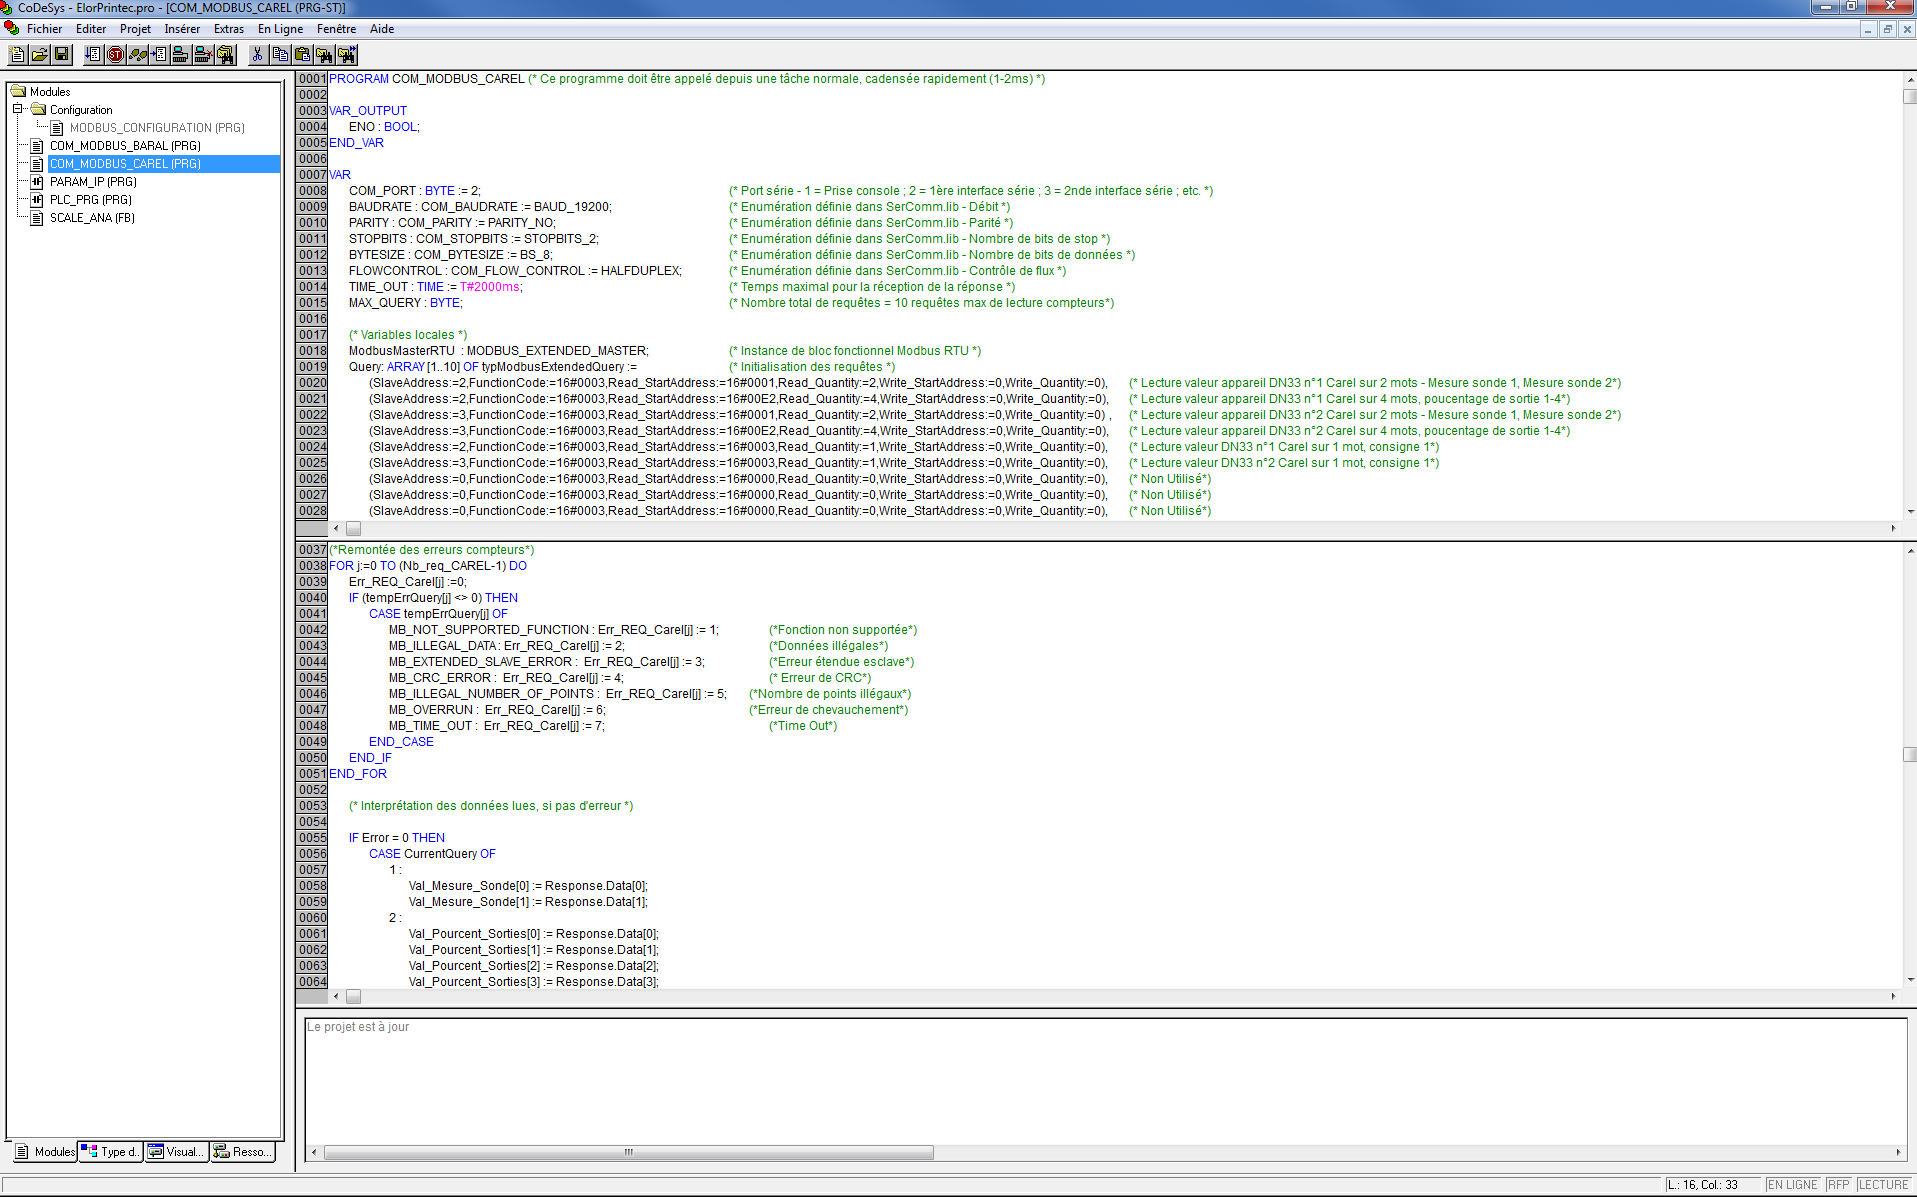 CoDeSys - ElorPrintec.pro - [COM_MODBUS_CAREL (PRG-ST)]
Fichier Editer Projet Insérer Extras En Ligne Fenêtre Aide
Modules
Configuration
MODBUS_CONFIGURATION (PRG)
COM_MODBUS_BARAL (PRG)
COM_MODBUS_CAREL (PRG)
PARAM_IP (PRG)
PLC_PRG (PRG)
SCALE_ANA (FB)
Modules Type d.. Visual... Resso...
0001 PROGRAM COM_MODBUS_CAREL (* Ce programme doit être appelé depuis une tâche normale, cadensée rapidement (1-2ms) *)
0002
0003 VAR_OUTPUT
0004 ENO : BOOL;
0005 END_VAR
0006
0007 VAR
0008 COM_PORT : BYTE := 2; (* Port série - 1 = Prise console ; 2 = 1ère interface série ; 3 = 2nde interface série ; etc. *)
0009 BAUDRATE : COM_BAUDRATE := BAUD_19200; (* Enumération définie dans SerComm.lib - Débit *)
0010 PARITY : COM_PARITY := PARITY_NO; (* Enumération définie dans SerComm.lib - Parité *)
0011 STOPBITS : COM_STOPBITS := STOPBITS_2; (* Enumération définie dans SerComm.lib - Nombre de bits de stop *)
0012 BYTESIZE : COM_BYTESIZE := BS_8; (* Enumération définie dans SerComm.lib - Nombre de bits de données *)
0013 FLOWCONTROL : COM_FLOW_CONTROL := HALFDUPLEX; (* Enumération définie dans SerComm.lib - Contrôle de flux *)
0014 TIME_OUT : TIME := T#2000ms; (* Temps maximal pour la réception de la réponse *)
0015 MAX_QUERY : BYTE; (* Nombre total de requêtes = 10 requêtes max de lecture compteurs*)
0016
0017 (* Variables locales *)
0018 ModbusMasterRTU : MODBUS_EXTENDED_MASTER; (* Instance de bloc fonctionnel Modbus RTU *)
0019 Query: ARRAY[1..10] OF typModbusExtendedQuery := (* Initialisation des requêtes *)
0020 (SlaveAddress:=2,FunctionCode:=16#0003,Read_StartAddress:=16#0001,Read_Quantity:=2,Write_StartAddress:=0,Write_Quantity:=0), (* Lecture valeur appareil DN33 n°1 Carel sur 2 mots - Mesure sonde 1, Mesure sonde 2*)
0021 (SlaveAddress:=2,FunctionCode:=16#0003,Read_StartAddress:=16#00E2,Read_Quantity:=4,Write_StartAddress:=0,Write_Quantity:=0), (* Lecture valeur appareil DN33 n°1 Carel sur 4 mots, poucentage de sortie 1-4*)
0022 (SlaveAddress:=3,FunctionCode:=16#0003,Read_StartAddress:=16#0001,Read_Quantity:=2,Write_StartAddress:=0,Write_Quantity:=0) , (* Lecture valeur appareil DN33 n°2 Carel sur 2 mots - Mesure sonde 1, Mesure sonde 2*)
0023 (SlaveAddress:=3,FunctionCode:=16#0003,Read_StartAddress:=16#00E2,Read_Quantity:=4,Write_StartAddress:=0,Write_Quantity:=0), (* Lecture valeur appareil DN33 n°2 Carel sur 4 mots, poucentage de sortie 1-4*)
0024 (SlaveAddress:=2,FunctionCode:=16#0003,Read_StartAddress:=16#0003,Read_Quantity:=1,Write_StartAddress:=0,Write_Quantity:=0), (* Lecture valeur DN33 n°1 Carel sur 1 mot, consigne 1*)
0025 (SlaveAddress:=3,FunctionCode:=16#0003,Read_StartAddress:=16#0003,Read_Quantity:=1,Write_StartAddress:=0,Write_Quantity:=0), (* Lecture valeur DN33 n°2 Carel sur 1 mot, consigne 1*)
0026 (SlaveAddress:=0,FunctionCode:=16#0003,Read_StartAddress:=16#0000,Read_Quantity:=0,Write_StartAddress:=0,Write_Quantity:=0), (* Non Utilisé*)
0027 (SlaveAddress:=0,FunctionCode:=16#0003,Read_StartAddress:=16#0000,Read_Quantity:=0,Write_StartAddress:=0,Write_Quantity:=0), (* Non Utilisé*)
0028 (SlaveAddress:=0,FunctionCode:=16#0003,Read_StartAddress:=16#0000,Read_Quantity:=0,Write_StartAddress:=0,Write_Quantity:=0), (* Non Utilisé*)
0037 (*Remontée des erreurs compteurs*)
0038 FOR j:=0 TO (Nb_req_CAREL-1) DO
0039 Err_REQ_Carel[j] :=0;
0040 IF (tempErrQuery[j] <> 0) THEN
0041 CASE tempErrQuery[j] OF
0042 MB_NOT_SUPPORTED_FUNCTION : Err_REQ_Carel[j] := 1; (*Fonction non supportée*)
0043 MB_ILLEGAL_DATA : Err_REQ_Carel[j] := 2; (*Données illégales*)
0044 MB_EXTENDED_SLAVE_ERROR : Err_REQ_Carel[j] := 3; (*Erreur étendue esclave*)
0045 MB_CRC_ERROR : Err_REQ_Carel[j] := 4; (* Erreur de CRC*)
0046 MB_ILLEGAL_NUMBER_OF_POINTS : Err_REQ_Carel[j] := 5; (*Nombre de points illégaux*)
0047 MB_OVERRUN : Err_REQ_Carel[j] := 6; (*Erreur de chevauchement*)
0048 MB_TIME_OUT : Err_REQ_Carel[j] := 7; (*Time Out*)
0049 END_CASE
0050 END_IF
0051 END_FOR
0052
0053 (* Interprétation des données lues, si pas d'erreur *)
0054
0055 IF Error = 0 THEN
0056 CASE CurrentQuery OF
0057 1 :
0058 Val_Mesure_Sonde[0] := Response.Data[0];
0059 Val_Mesure_Sonde[1] := Response.Data[1];
0060 2 :
0061 Val_Pourcent_Sorties[0] := Response.Data[0];
0062 Val_Pourcent_Sorties[1] := Response.Data[1];
0063 Val_Pourcent_Sorties[2] := Response.Data[2];
0064 Val_Pourcent_Sorties[3] := Response.Data[3];
Le projet est à jour
L.: 16, Col.: 33 EN LIGNE RFP LECTURE